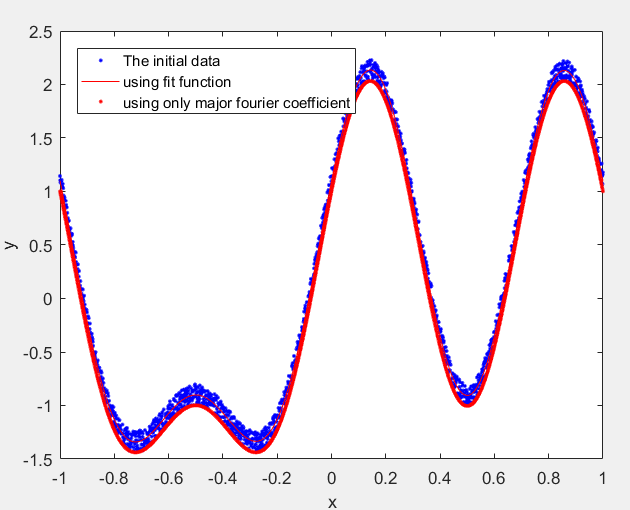 2.5
2
1.5
1
0.5
0
-0.5
-1
-1.5
y
The initial data
using fit function
using only major fourier coefficient
-1 -0.8 -0.6 -0.4 -0.2 0 0.2 0.4 0.6 0.8 1
x